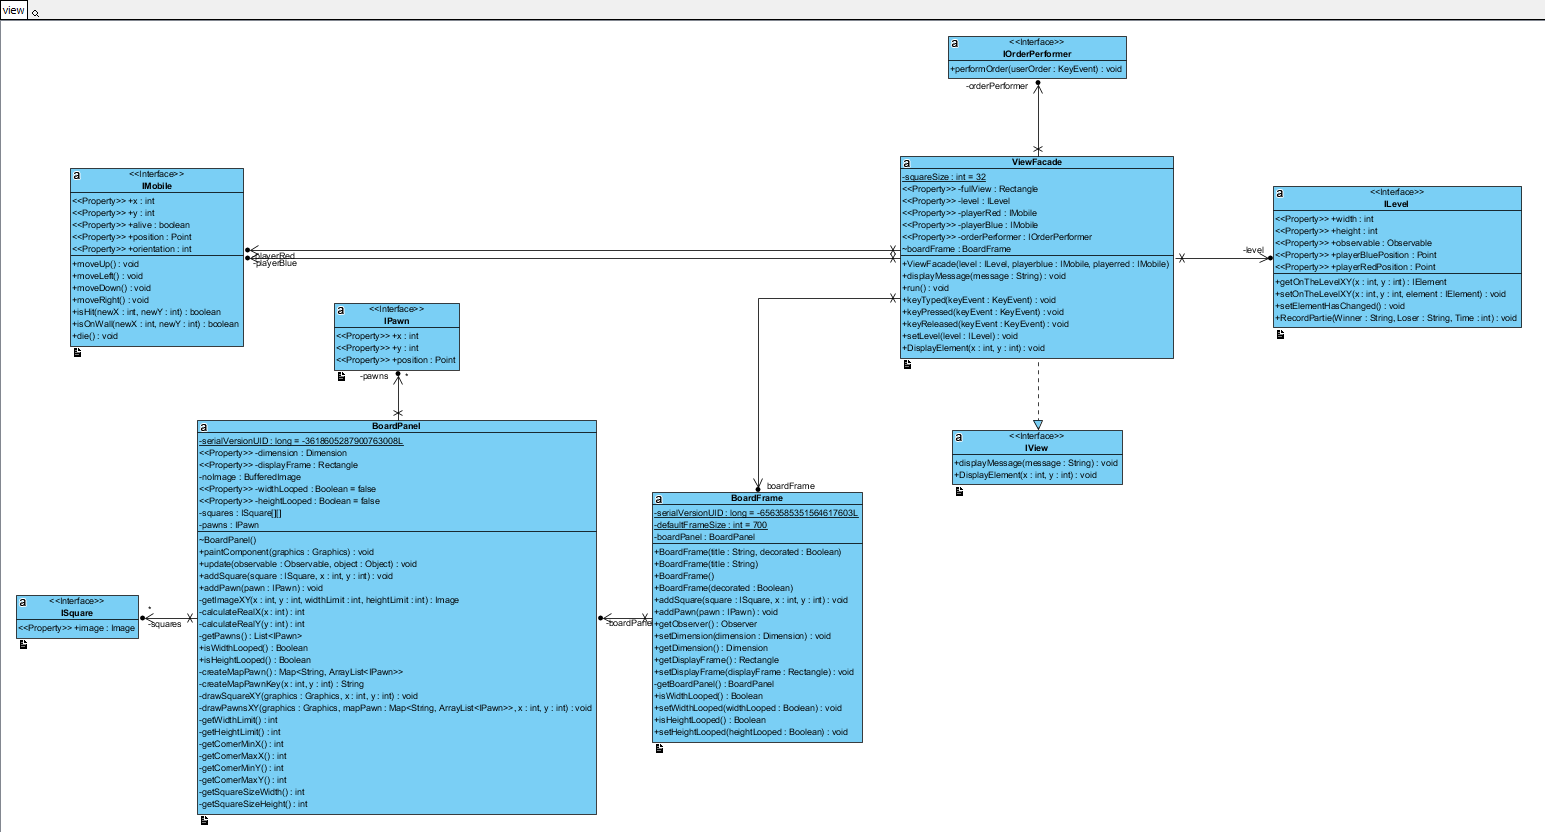 view
a
<<Interface>>
IOrderPerformer
+performOrder(userOrder : KeyEvent) : void
-orderPerformer
a
ViewFacade
-squareSize : int = 32
<<Property>> -fullView : Rectangle
<<Property>> -level : ILevel
<<Property>> -playerRed : IMobile
<<Property>> -playerBlue : IMobile
<<Property>> -orderPerformer : IOrderPerformer
~boardFrame : BoardFrame
+ViewFacade(level : ILevel, playerblue : IMobile, playerred : IMobile)
+displayMessage(message : String) : void
+run() : void
+keyTyped(keyEvent : KeyEvent) : void
+keyPressed(keyEvent : KeyEvent) : void
+keyReleased(keyEvent : KeyEvent) : void
+setLevel(level : ILevel) : void
+DisplayElement(x : int, y : int) : void
a
<<Interface>>
IMobile
<<Property>> +x : int
<<Property>> +y : int
<<Property>> +alive : boolean
<<Property>> +position : Point
<<Property>> +orientation : int
+moveUp() : void
+moveLeft() : void
+moveDown() : void
+moveRight() : void
+isHit(newX : int, newY : int) : boolean
+isOnWall(newX : int, newY : int) : boolean
+die() : void
-playerRed
-playerBlue
a
<<Interface>>
ILevel
<<Property>> +width : int
<<Property>> +height : int
<<Property>> +observable : Observable
<<Property>> +playerBluePosition : Point
<<Property>> +playerRedPosition : Point
+getOnTheLevelXY(x : int, y : int) : IElement
+setOnTheLevelXY(x : int, y : int, element : IElement) : void
+setElementHasChanged() : void
+RecordPartie(Winner : String, Loser : String, Time : int) : void
-level
a
<<Interface>>
IPawn
<<Property>> +x : int
<<Property>> +y : int
<<Property>> +position : Point
-pawns
*
a
BoardPanel
-serialVersionUID : long = -3618605287900763008L
<<Property>> -dimension : Dimension
<<Property>> -displayFrame : Rectangle
-noImage : BufferedImage
<<Property>> -widthLooped : Boolean = false
<<Property>> -heightLooped : Boolean = false
-squares : ISquare[][]
-pawns : IPawn
~BoardPanel()
+paintComponent(graphics : Graphics) : void
+update(observable : Observable, object : Object) : void
+addSquare(square : ISquare, x : int, y : int) : void
+addPawn(pawn : IPawn) : void
-getImageXY(x : int, y : int, widthLimit : int, heightLimit : int) : Image
-calculateRealX(x : int) : int
-calculateRealY(y : int) : int
-getPawns() : List<IPawn>
+isWidthLooped() : Boolean
+isHeightLooped() : Boolean
-createMapPawn() : Map<String, ArrayList<IPawn>>
-createMapPawnKey(x : int, y : int) : String
-drawSquareXY(graphics : Graphics, x : int, y : int) : void
-drawPawnsXY(graphics : Graphics, mapPawn : Map<String, ArrayList<IPawn>>, x : int, y : int) : void
-getWidthLimit() : int
-getHeightLimit() : int
-getCornerMinX() : int
-getCornerMaxX() : int
-getCornerMinY() : int
-getCornerMaxY() : int
-getSquareSizeWidth() : int
-getSquareSizeHeight() : int
a
<<Interface>>
IView
+displayMessage(message : String) : void
+DisplayElement(x : int, y : int) : void
boardFrame
a
BoardFrame
-serialVersionUID : long = -6563585351564617603L
-defaultFrameSize : int = 700
-boardPanel : BoardPanel
+BoardFrame(title : String, decorated : Boolean)
+BoardFrame(title : String)
+BoardFrame()
+BoardFrame(decorated : Boolean)
+addSquare(square : ISquare, x : int, y : int) : void
+addPawn(pawn : IPawn) : void
+getObserver() : Observer
+setDimension(dimension : Dimension) : void
+getDimension() : Dimension
+getDisplayFrame() : Rectangle
+setDisplayFrame(displayFrame : Rectangle) : void
-getBoardPanel() : BoardPanel
+isWidthLooped() : Boolean
+setWidthLooped(widthLooped : Boolean) : void
+isHeightLooped() : Boolean
+setHeightLooped(heightLooped : Boolean) : void
-boardPanel
a
<<Interface>>
ISquare
<<Property>> +image : Image
*
-squares